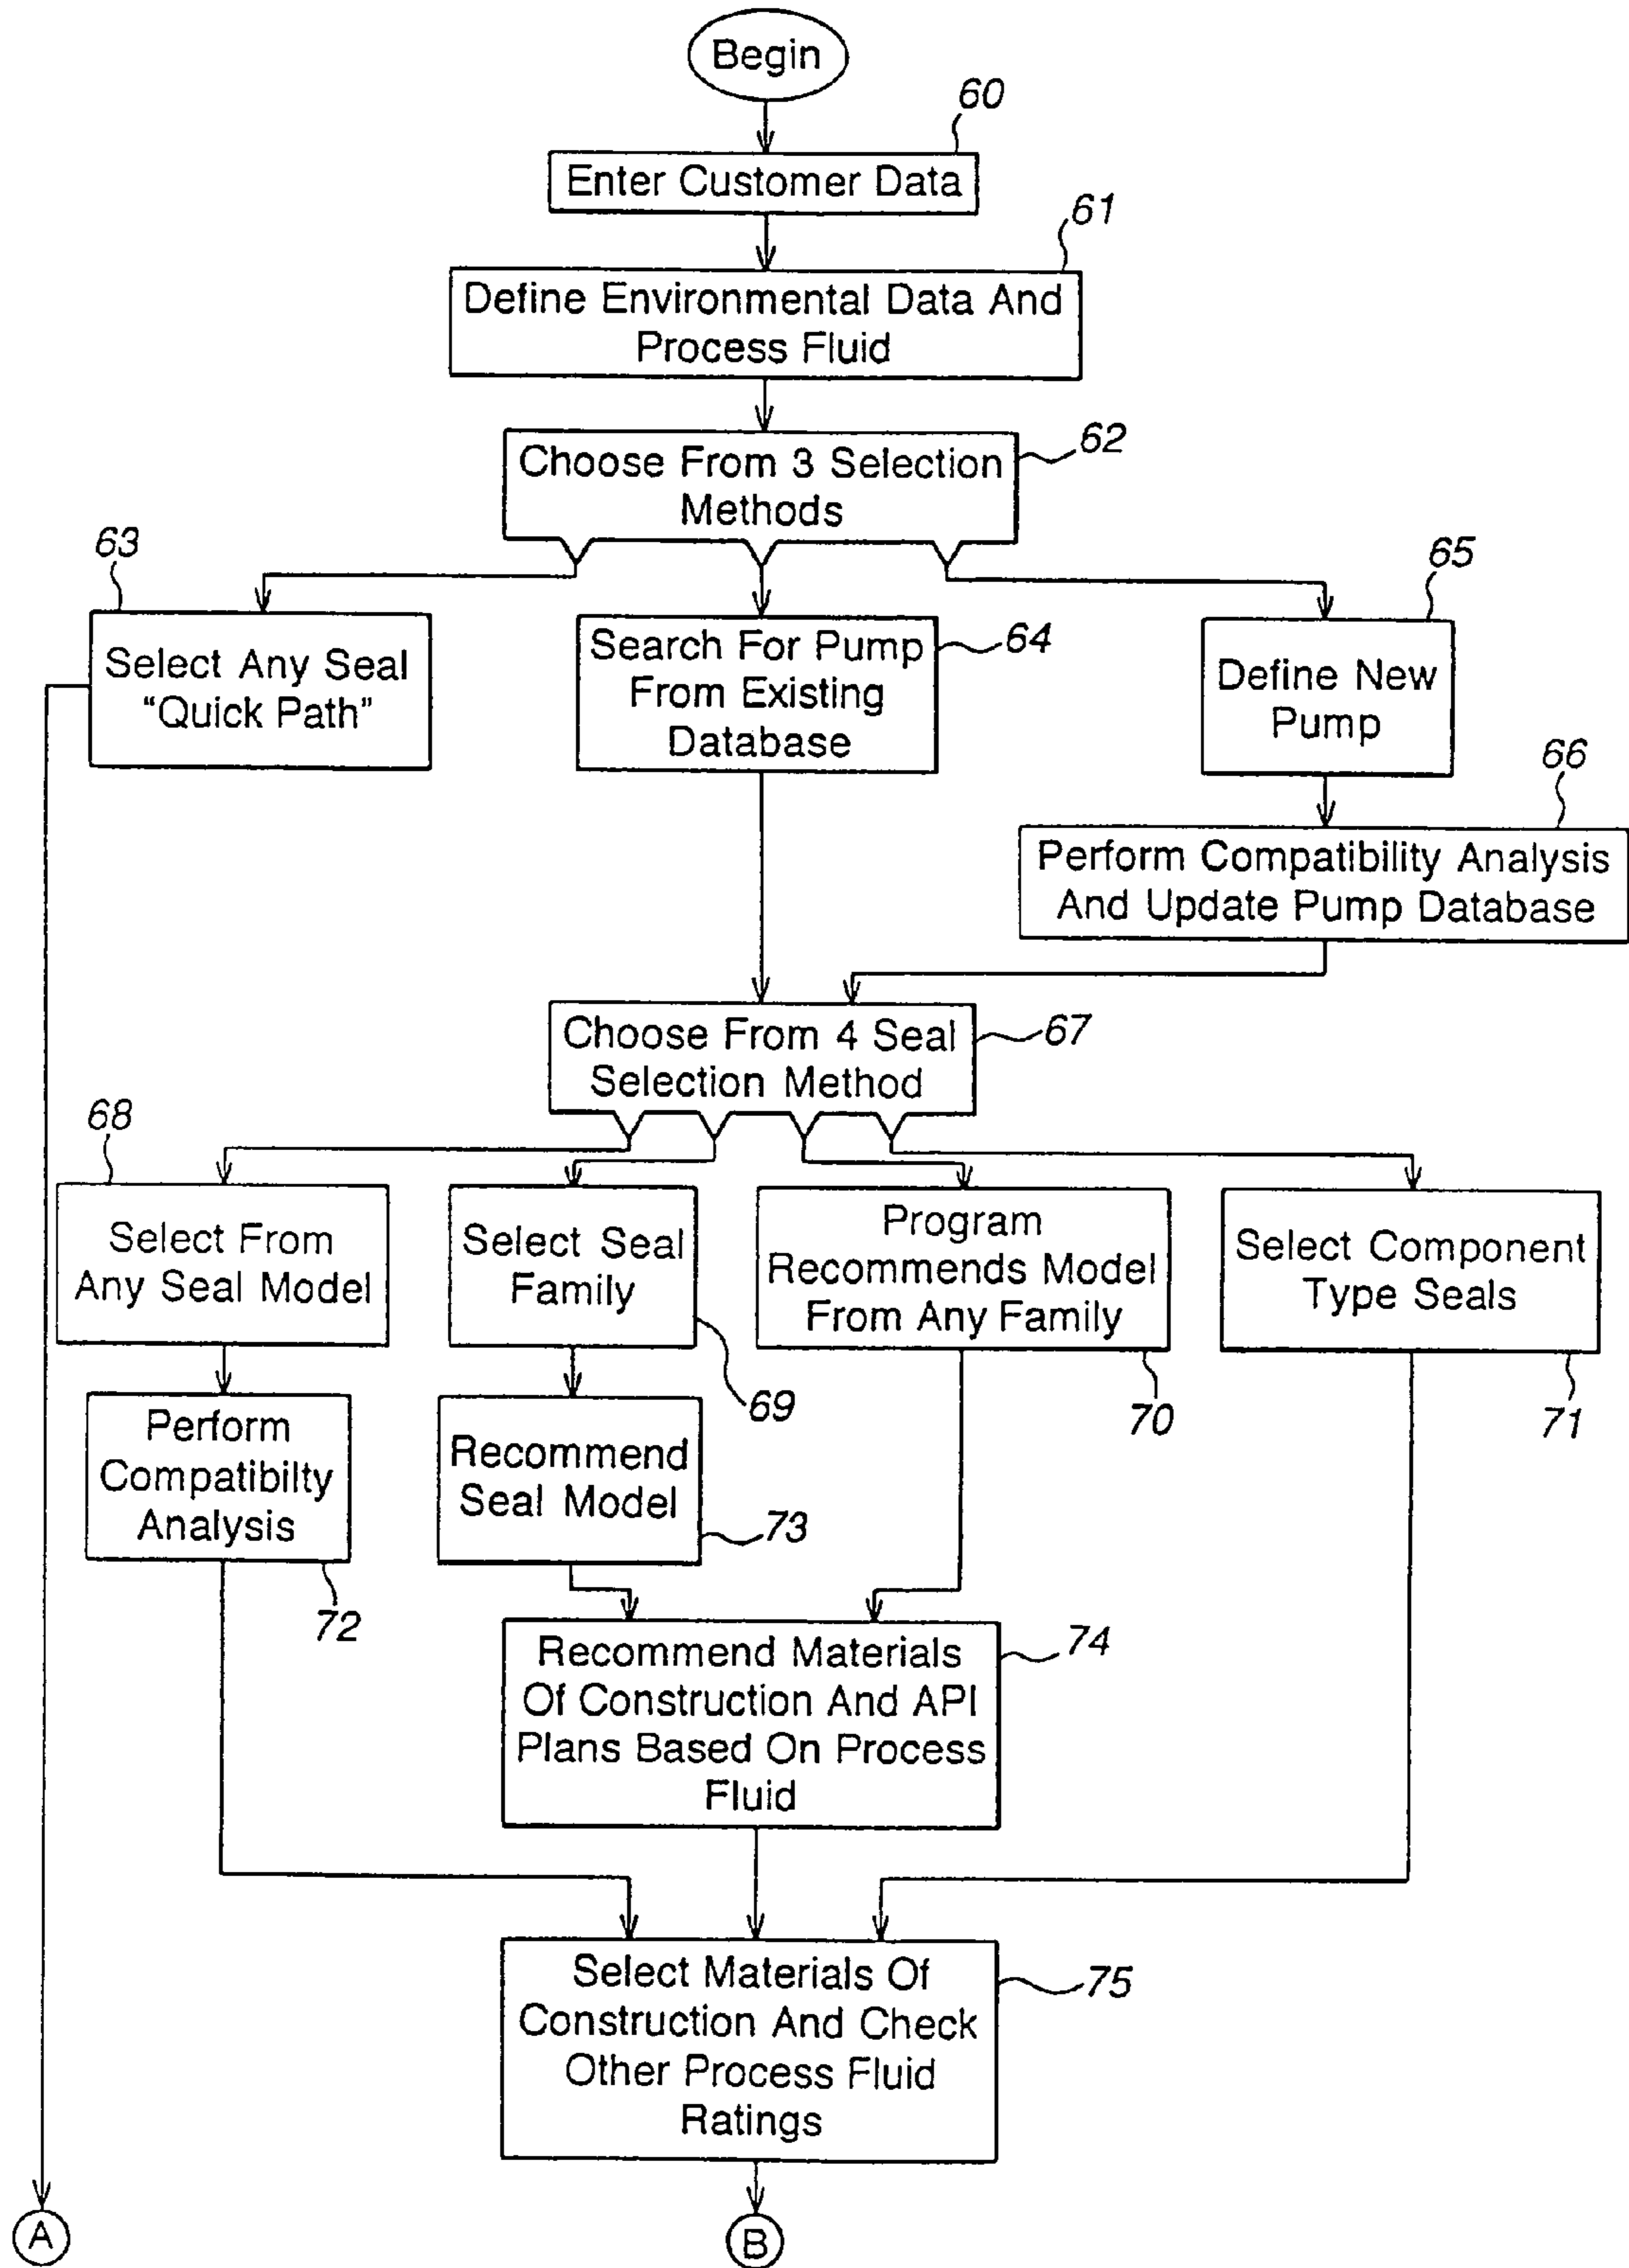 Begin
60
Enter Customer Data
61
Define Environmental Data And
Process Fluid
62
Choose From 3 Selection
Methods
63
Select Any Seal
“Quick Path”
64
Search For Pump
From Existing
Database
65
Define New
Pump
66
Perform Compatibility Analysis
And Update Pump Database
67
Choose From 4 Seal
Selection Method
68
Select From
Any Seal Model
Select Seal
Family
69
Program
Recommends Model
From Any Family
70
Select Component
Type Seals
71
Perform
Compatibilty
Analysis
72
Recommend
Seal Model
73
Recommend Materials
Of Construction And API
Plans Based On Process
Fluid
74
Select Materials Of
Construction And Check
Other Process Fluid
Ratings
75
A
B